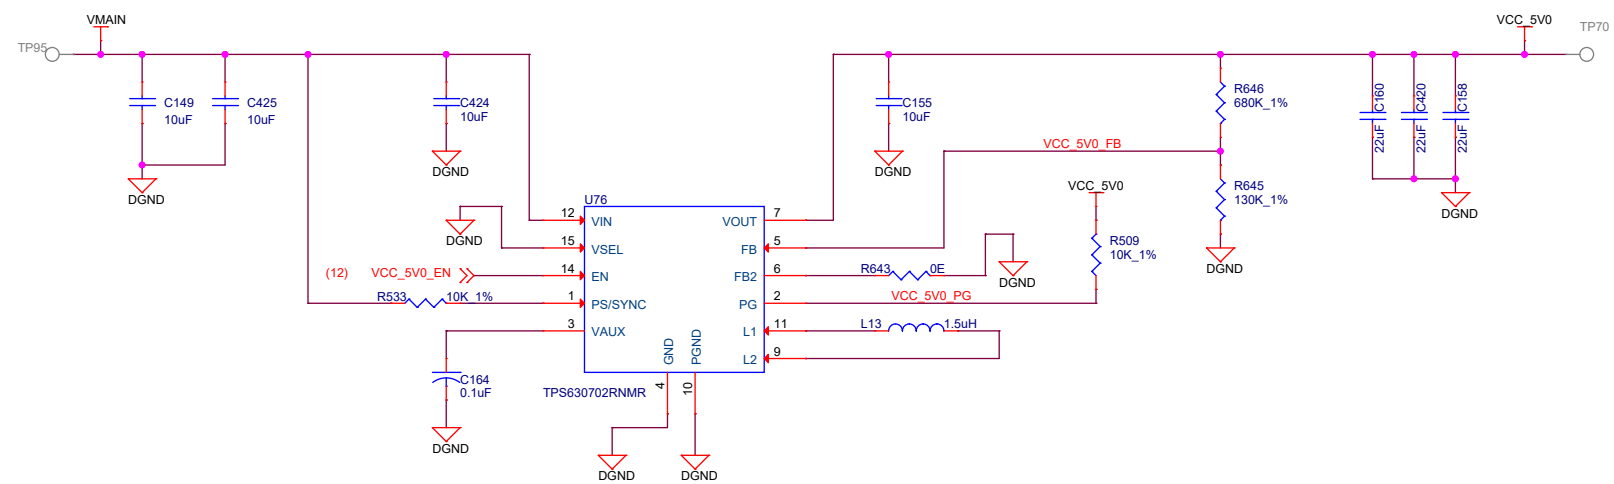 VMAIN
VCC_5V0
TP95
TP70
C149
10uF
C425
10uF
C424
10uF
C155
10uF
R646
680K_1%
C160
22uF
C420
22uF
C158
22uF
DGND
DGND
DGND
VCC_5V0_FB
R645
130K_1%
DGND
DGND
VCC_5V0
R509
10K_1%
U76
DGND
12
VIN
VOUT
7
15
VSEL
FB
5
(12)
VCC_5V0_EN
14
EN
FB2
6
R643
0E
DGND
R533
10K_1%
1
PS/SYNC
PG
2
VCC_5V0_PG
3
VAUX
L1
11
L13
1.5uH
L2
9
GND
PGND
4
10
C164
0.1uF
TPS630702RNMR
DGND
DGND
DGND